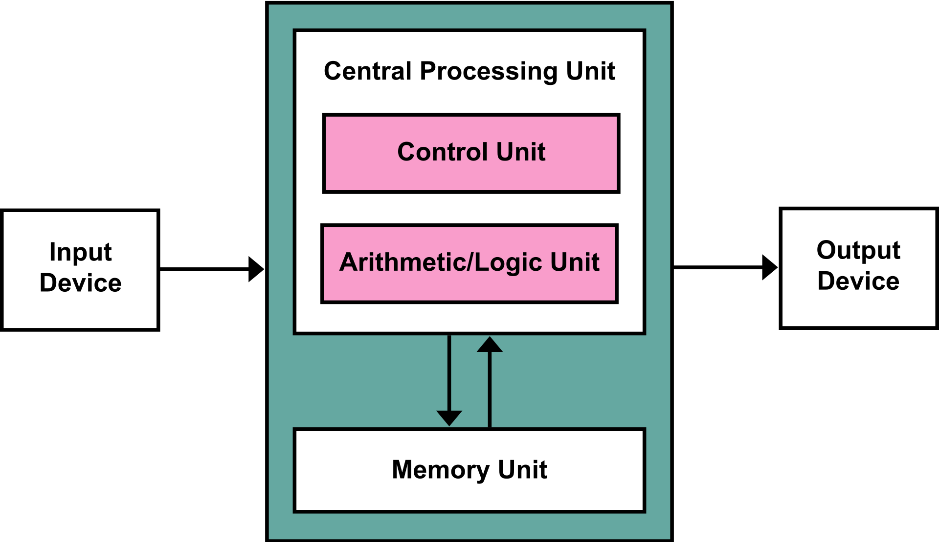 Central Processing Unit
Control Unit
Arithmetic/Logic Unit
Input
Device
Output
Device
Memory Unit